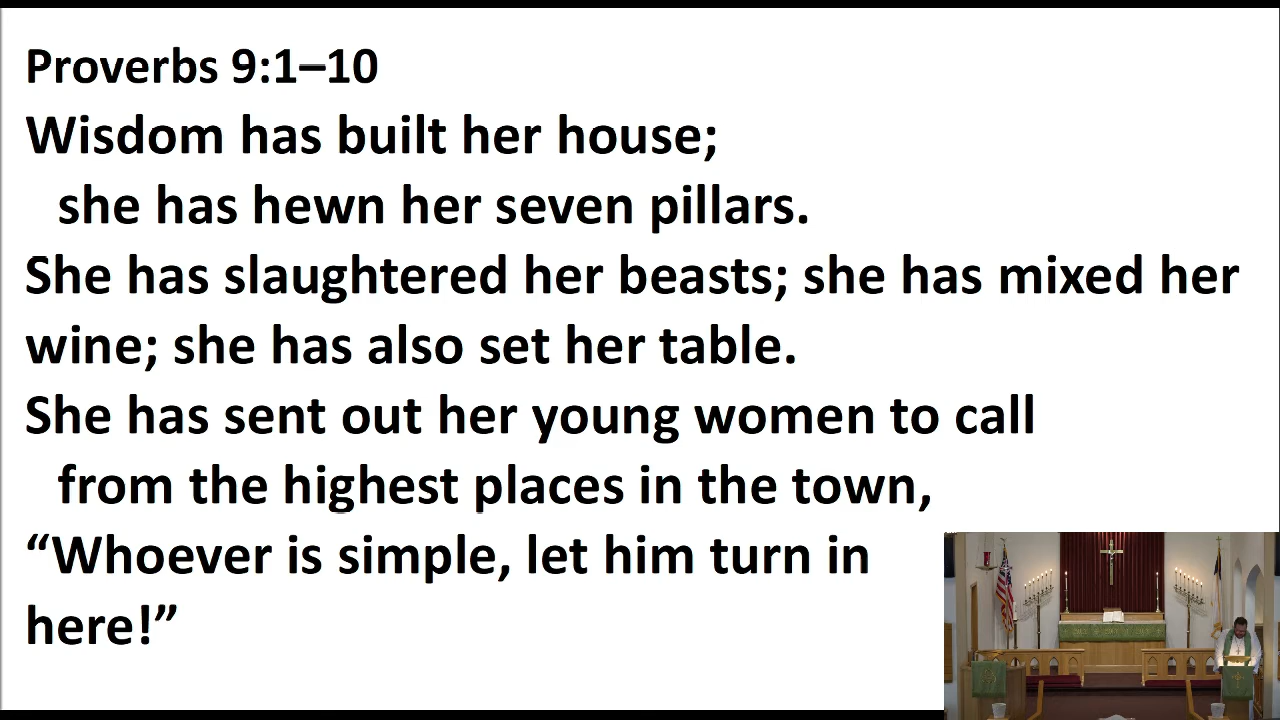 Proverbs 9:1–10
Wisdom has built her house;
she has hewn her seven pillars.
She has slaughtered her beasts; she has mixed her
wine; she has also set her table.
She has sent out her young women to call
from the highest places in the town,
“Whoever is simple, let him turn in
here!”